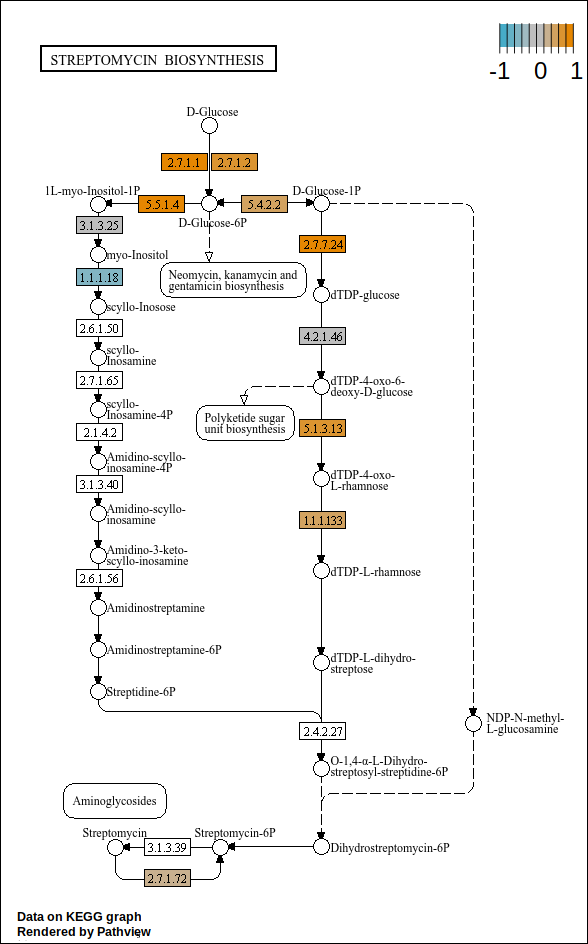 -1 0 1
STREPTOMYCIN BIOSYNTHESIS
D-Glucose
2.7.1.1 2.7.1.2
1L-myo-Inositol-1P
5.5.1.4
5.4.2.2
D-Glucose-1P
D-Glucose-6P
3.1.3.25
2.7.7.24
myo-Inositol
Neomycin, kanamycin and
gentamicin biosynthesis
1.1.1.18
dTDP-glucose
scyllo-Inosose
2.6.1.50
4.2.1.46
scyllo-
Inosamine
2.7.1.65
dTDP-4-oxo-6-
deoxy-D-glucose
scyllo-
Inosamine-4P
Polyketide sugar
unit biosynthesis
5.1.3.13
2.1.4.2
Amidino-scyllo-
inosamine-4P
dTDP-4-oxo-
L-rhamnose
3.1.3.40
Amidino-scyllo-
inosamine
1.1.1.133
Amidino-3-keto-
scyllo-inosamine
2.6.1.56
dTDP-L-rhamnose
Amidinostreptamine
Amidinostreptamine-6P
dTDP-L-dihydro-
streptose
Streptidine-6P
2.4.2.27
NDP-N-methyl-
L-glucosamine
O-1,4-α-L-Dihydro-
streptosyl-streptidine-6P
Aminoglycosides
Streptomycin
Streptomycin-6P
3.1.3.39
Dihydrostreptomycin-6P
2.7.1.72
Data on KEGG graph
Rendered by Pathview